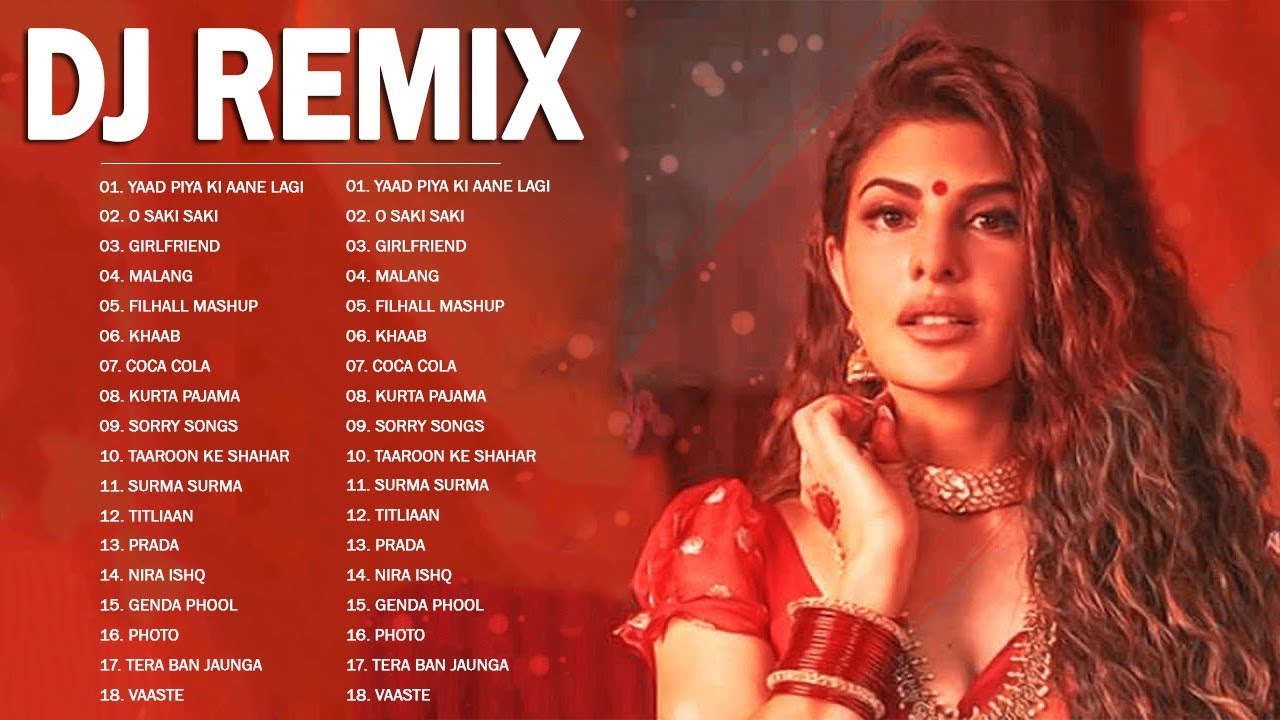 DJ REMIX
01. YAAD PIYA KI AANE LAGI
02. O SAKI SAKI
03. GIRLFRIEND
04. MALANG
05. FILHALL MASHUP
06. KHAAB
07. COCA COLA
08. KURTA PAJAMA
09. SORRY SONGS
10. TAAROON KE SHAHAR
11. SURMA SURMA
12. TITLIAAN
13. PRADA
14. NIRA ISHQ
15. GENDA PHOOL
16. PHOTO
17. TERA BAN JAUNGA
18. VAASTE
01. YAAD PIYA KI AANE LAGI
02. O SAKI SAKI
03. GIRLFRIEND
04. MALANG
05. FILHALL MASHUP
06. KHAAB
07. COCA COLA
08. KURTA PAJAMA
09. SORRY SONGS
10. TAAROON KE SHAHAR
11. SURMA SURMA
12. TITLIAAN
13. PRADA
14. NIRA ISHQ
15. GENDA PHOOL
16. PHOTO
17. TERA BAN JAUNGA
18. VAASTE